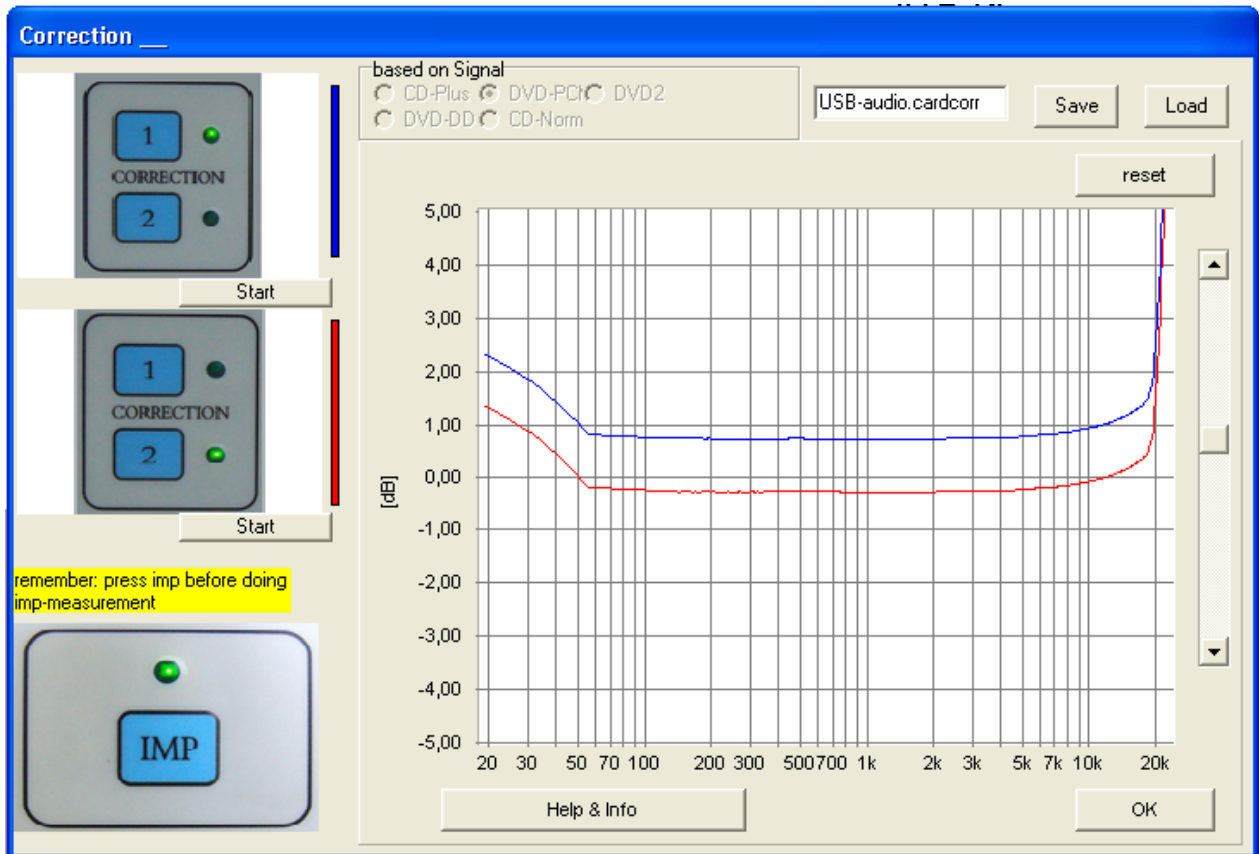 Correction __
based on Signal
CD-Plus DVD-PCM DVD2
DVD-DD CD-Norm
USB-audio.cardcorr
Save
Load
reset
1
CORRECTION
2
Start
1
CORRECTION
2
Start
remember: press imp before doing
imp-measurement
IMP
[dB]
5,00
4,00
3,00
2,00
1,00
0,00
-1,00
-2,00
-3,00
-4,00
-5,00
20 30 50 70 100 200 300 500 700 1k 2k 3k 5k 7k 10k 20k
Help & Info
OK